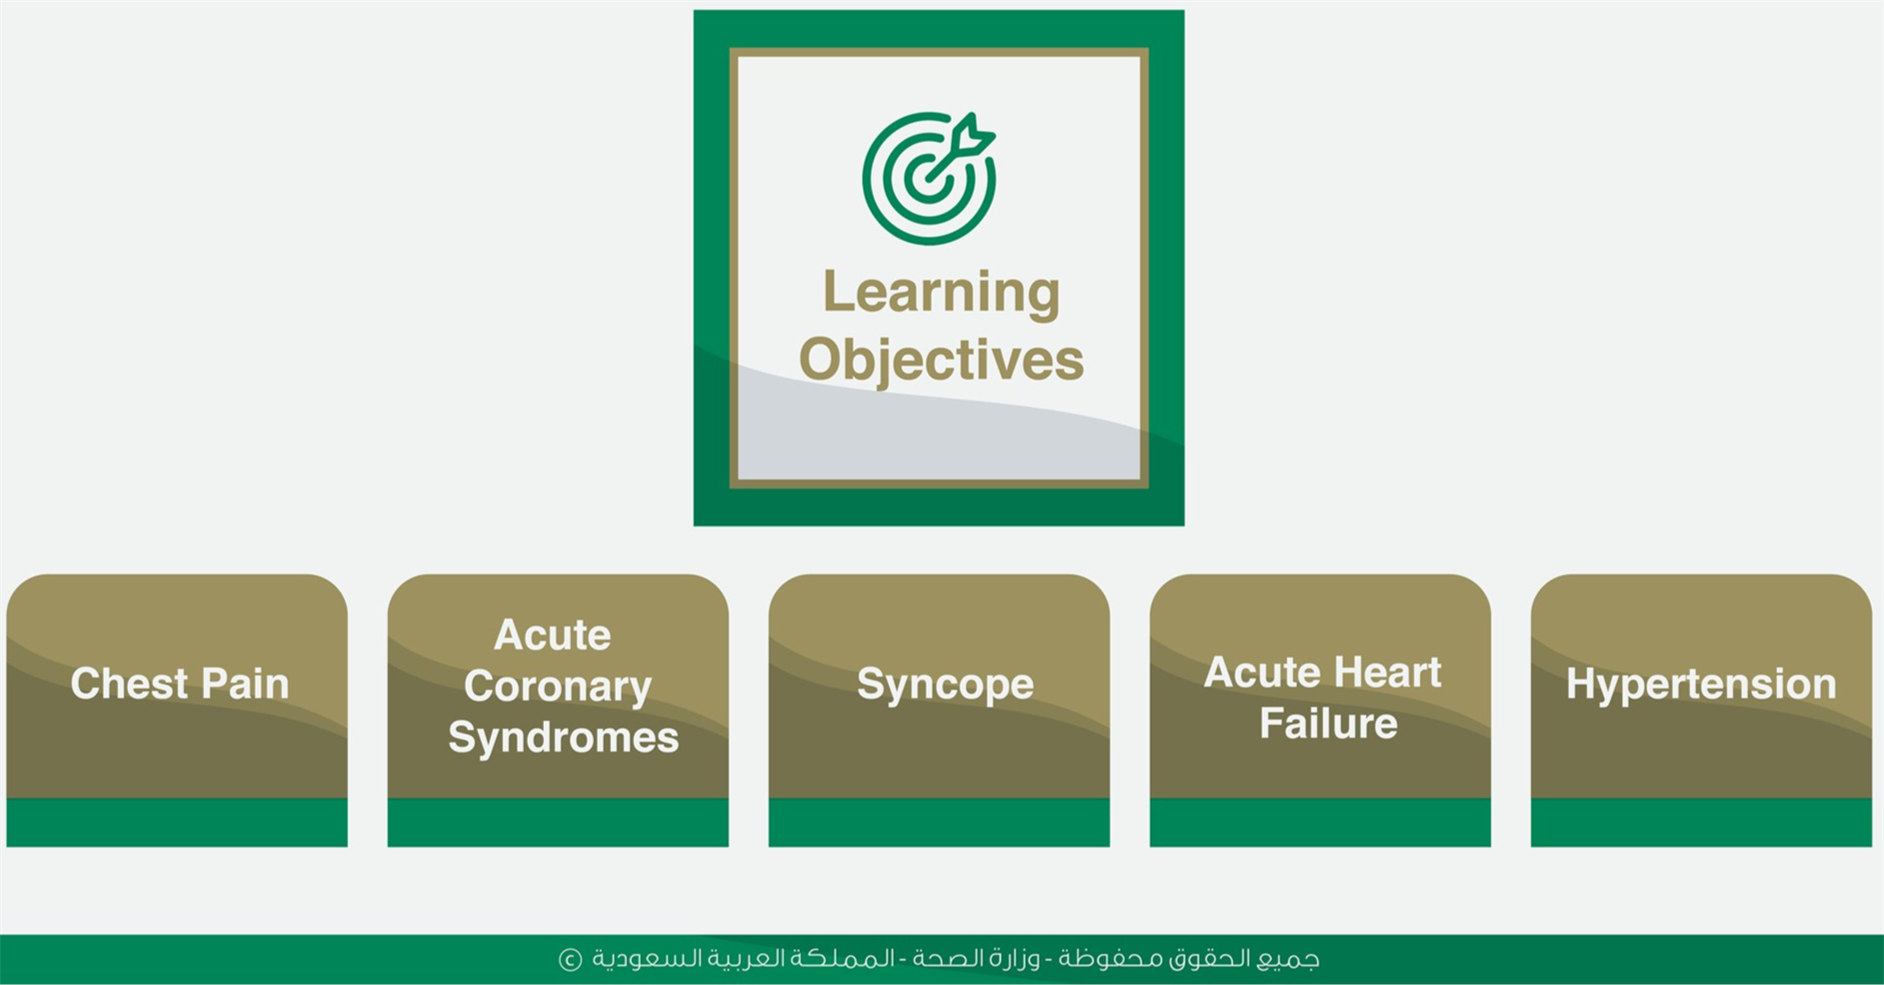 Learning
Objectives
Chest Pain
Acute
Coronary
Syndromes
Syncope
Acute Heart
Failure
Hypertension
جميع الحقوق محفوظة - وزارة الصحة - المملكة العربية السعودية ©